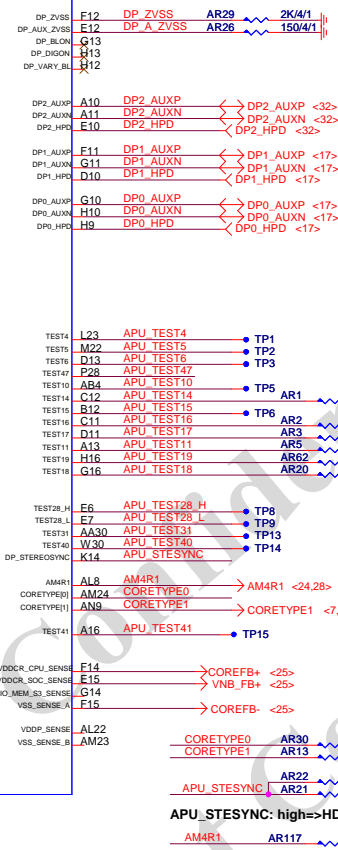 DP_ZVSS F12 DP_ZVSS AR29 2K/4/1
DP_AUX_ZVSS E12 DP_A_ZVSS AR26 150/4/1
DP_BLON G13
DP_DIGON H13
DP_VARY_BL H12
DP2_AUXP A10 DP2_AUXP DP2_AUXP <32>
DP2_AUXN A11 DP2_AUXN DP2_AUXN <32>
DP2_HPD E10 DP2_HPD DP2_HPD <32>
DP1_AUXP F11 DP1_AUXP DP1_AUXP <17>
DP1_AUXN G11 DP1_AUXN DP1_AUXN <17>
DP1_HPD D10 DP1_HPD DP1_HPD <17>
DP0_AUXP G10 DP0_AUXP DP0_AUXP <17>
DP0_AUXN H10 DP0_AUXN DP0_AUXN <17>
DP0_HPD H9 DP0_HPD DP0_HPD <17>
TEST4 L23 APU_TEST4 TP1
TEST5 M22 APU_TEST5 TP2
TEST6 D13 APU_TEST6 TP3
TEST47 P28 APU_TEST47
TEST10 AB4 APU_TEST10 TP5
TEST14 C12 APU_TEST14 AR1
TEST15 B12 APU_TEST15 TP6
TEST16 C11 APU_TEST16 AR2
TEST17 D11 APU_TEST17 AR3
TEST11 A13 APU_TEST11 AR5
TEST19 H16 APU_TEST19 AR62
TEST18 G16 APU_TEST18 AR20
TEST28_H E6 APU_TEST28_H TP8
TEST28_L E7 APU_TEST28_L TP9
TEST31 AA30 APU_TEST31 TP13
TEST40 W30 APU_TEST40 TP14
DP_STEREOSYNC K14 APU_STESYNC
AM4R1 AL8 AM4R1 AM4R1 <24,28>
CORETYPE[0] AM24 CORETYPE0
CORETYPE[1] AN9 CORETYPE1 CORETYPE1 <7,
TEST41 A16 APU_TEST41 TP15
VDDCR_CPU_SENSE F14 COREFB+ <25>
VDDCR_SOC_SENSE E15 VNB_FB+ <25>
IO_MEM_S3_SENSE G14
VSS_SENSE_A F15 COREFB- <25>
VDDP_SENSE AL22
VSS_SENSE_B AM23
CORETYPE0 AR30
CORETYPE1 AR13
AR22
APU_STESYNC AR21
APU_STESYNC: high=>HD
AM4R1 AR117